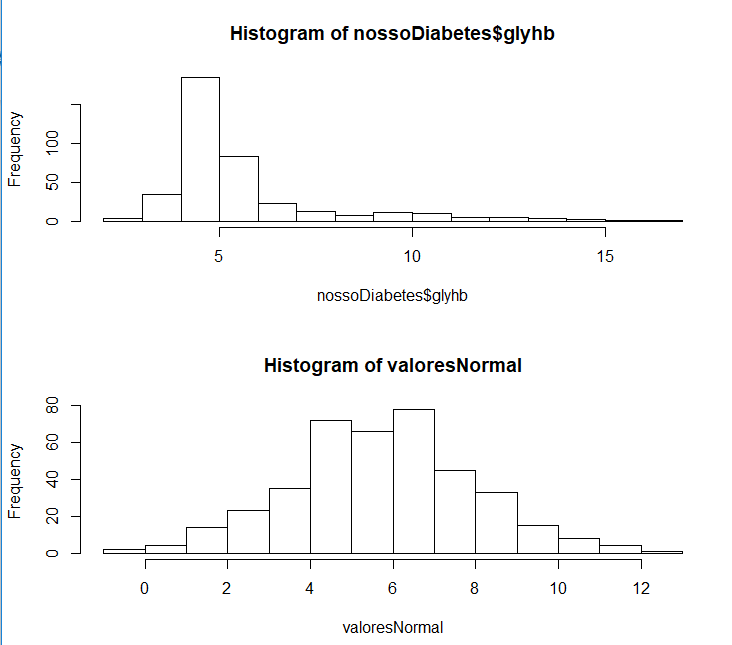 Histogram of nossoDiabetes$glyhb
Frequency
0 50 100
5 10 15
nossoDiabetes$glyhb
Histogram of valoresNormal
Frequency
0 20 40 60 80
0 2 4 6 8 10 12
valoresNormal